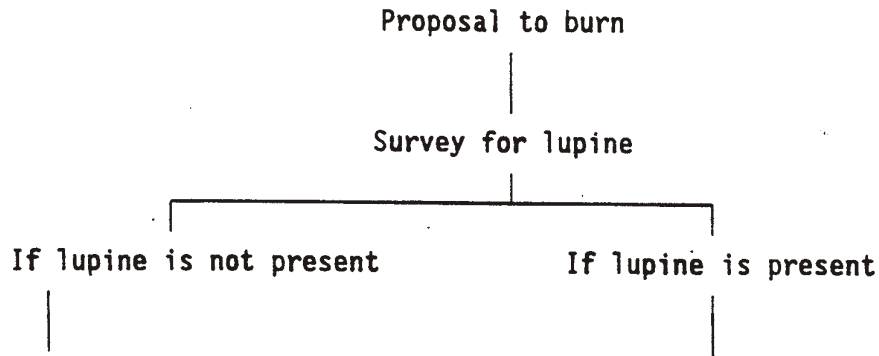 Proposal to burn
Survey for lupine
If lupine is not present
If lupine is present